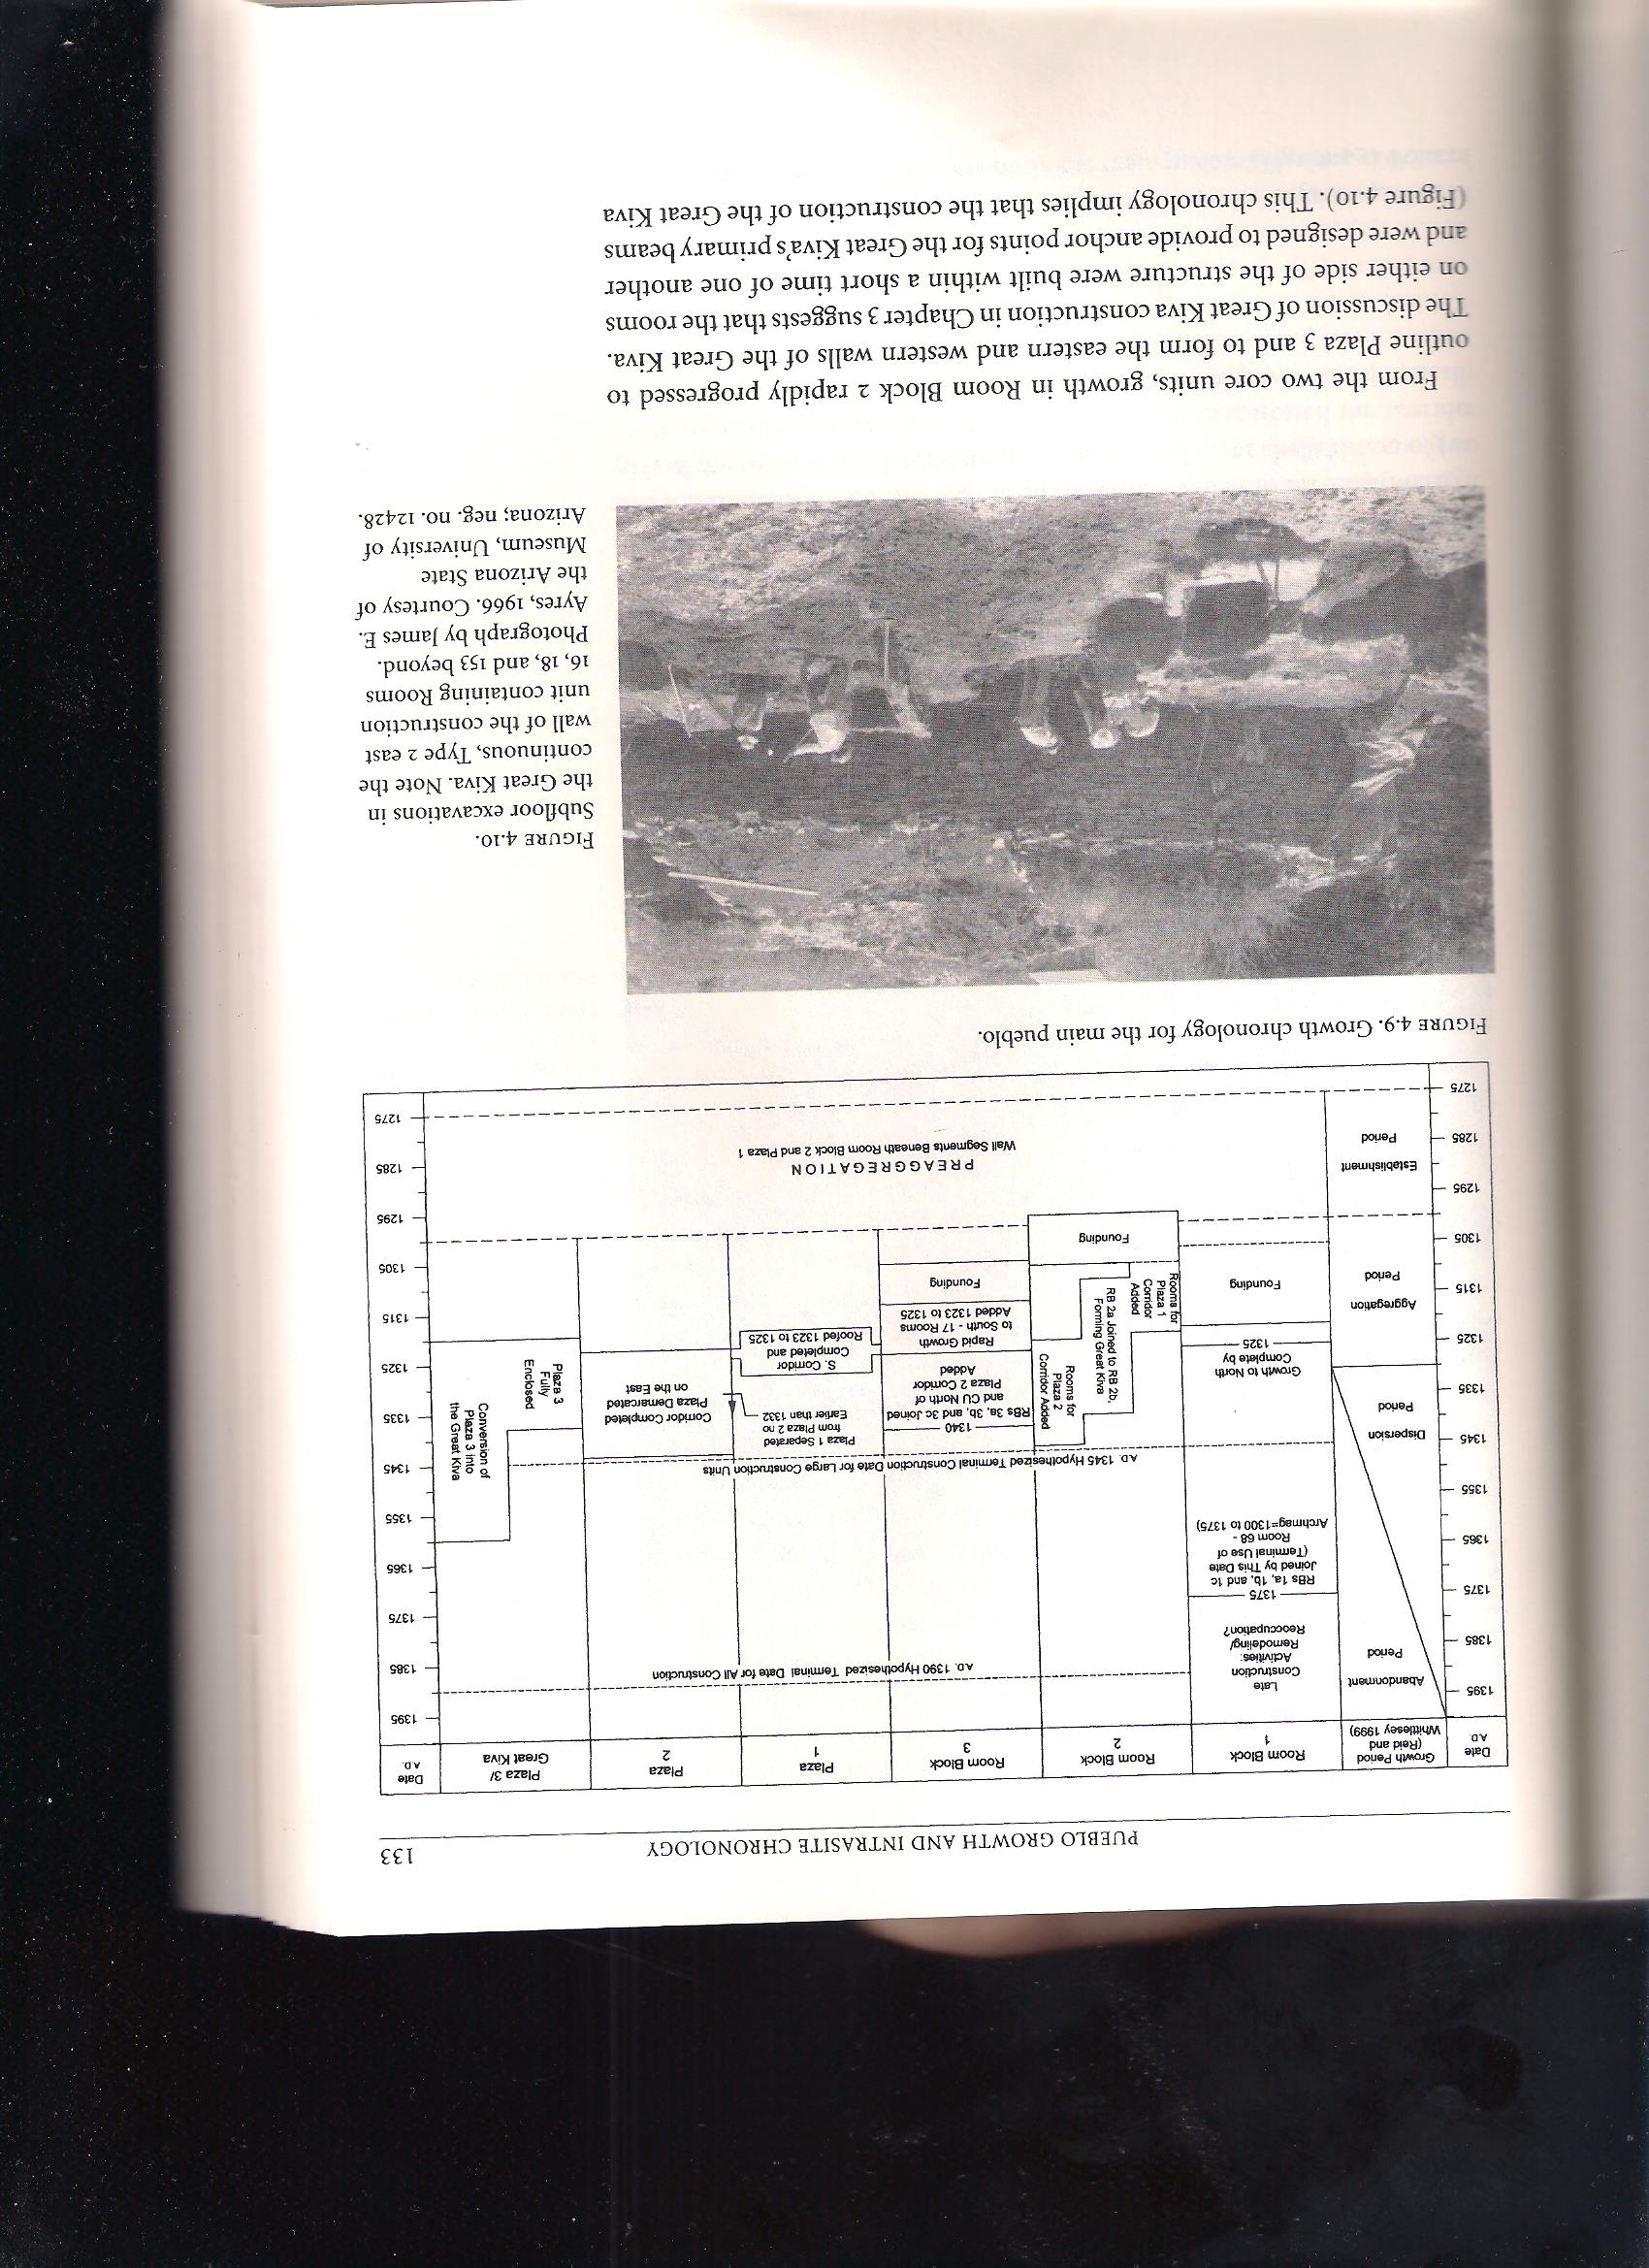 PUEBLO GROWTH AND INTRASITE CHRONOLOGY
133
Date
A.D.
Growth Period
(Reid and
Whittlesey 1999)
Room Block
1
Room Block
2
Room Block
3
Plaza
1
Plaza
2
Plaza 3/
Great Kiva
Date
A.D.
1395
1385
1375
1365
1355
1345
1335
1325
1315
1305
1295
1285
1275
Abandonment
Period
Dispersion
Period
Aggregation
Period
Establishment
Period
Late
Construction
Activities:
Remodeling/
Reoccupation?
1375
RBs 1a, 1b, and 1c
Joined by This Date
(Terminal Use of
Room 68 -
Archmag=1300 to 1375)
Growth to North
Complete by
1325
Founding
A.D. 1390 Hypothesized Terminal Date for All Construction
A.D. 1345 Hypothesized Terminal Construction Date for Large Construction Units
Rooms for
Plaza 2
Corridor Added
RB 2a Joined to RB 2b,
Forming Great Kiva
Rooms for
Plaza 1
Corridor
Added
Founding
1340
RBs 3a, 3b, and 3c Joined
and CU North of
Plaza 2 Corridor
Added
Rapid Growth
to South - 17 Rooms
Added 1323 to 1325
Founding
Plaza 1 Separated
from Plaza 2 no
Earlier than 1332
S. Corridor
Completed and
Roofed 1323 to 1325
Corridor Completed
Plaza Demarcated
on the East
Conversion of
Plaza 3 into
the Great Kiva
Plaza 3
Fully
Enclosed
PREAGGREGATION
Wall Segments Beneath Room Block 2 and Plaza 1
1395
1385
1375
1365
1355
1345
1335
1325
1315
1305
1295
1285
1275
FIGURE 4.9. Growth chronology for the main pueblo.
FIGURE 4.10.
Subfloor excavations in
the Great Kiva. Note the
continuous, Type 2 east
wall of the construction
unit containing Rooms
16, 18, and 153 beyond.
Photograph by James E.
Ayres, 1966. Courtesy of
the Arizona State
Museum, University of
Arizona; neg. no. 12428.
From the two core units, growth in Room Block 2 rapidly progressed to
outline Plaza 3 and to form the eastern and western walls of the Great Kiva.
The discussion of Great Kiva construction in Chapter 3 suggests that the rooms
on either side of the structure were built within a short time of one another
and were designed to provide anchor points for the Great Kiva's primary beams
(Figure 4.10). This chronology implies that the construction of the Great Kiva